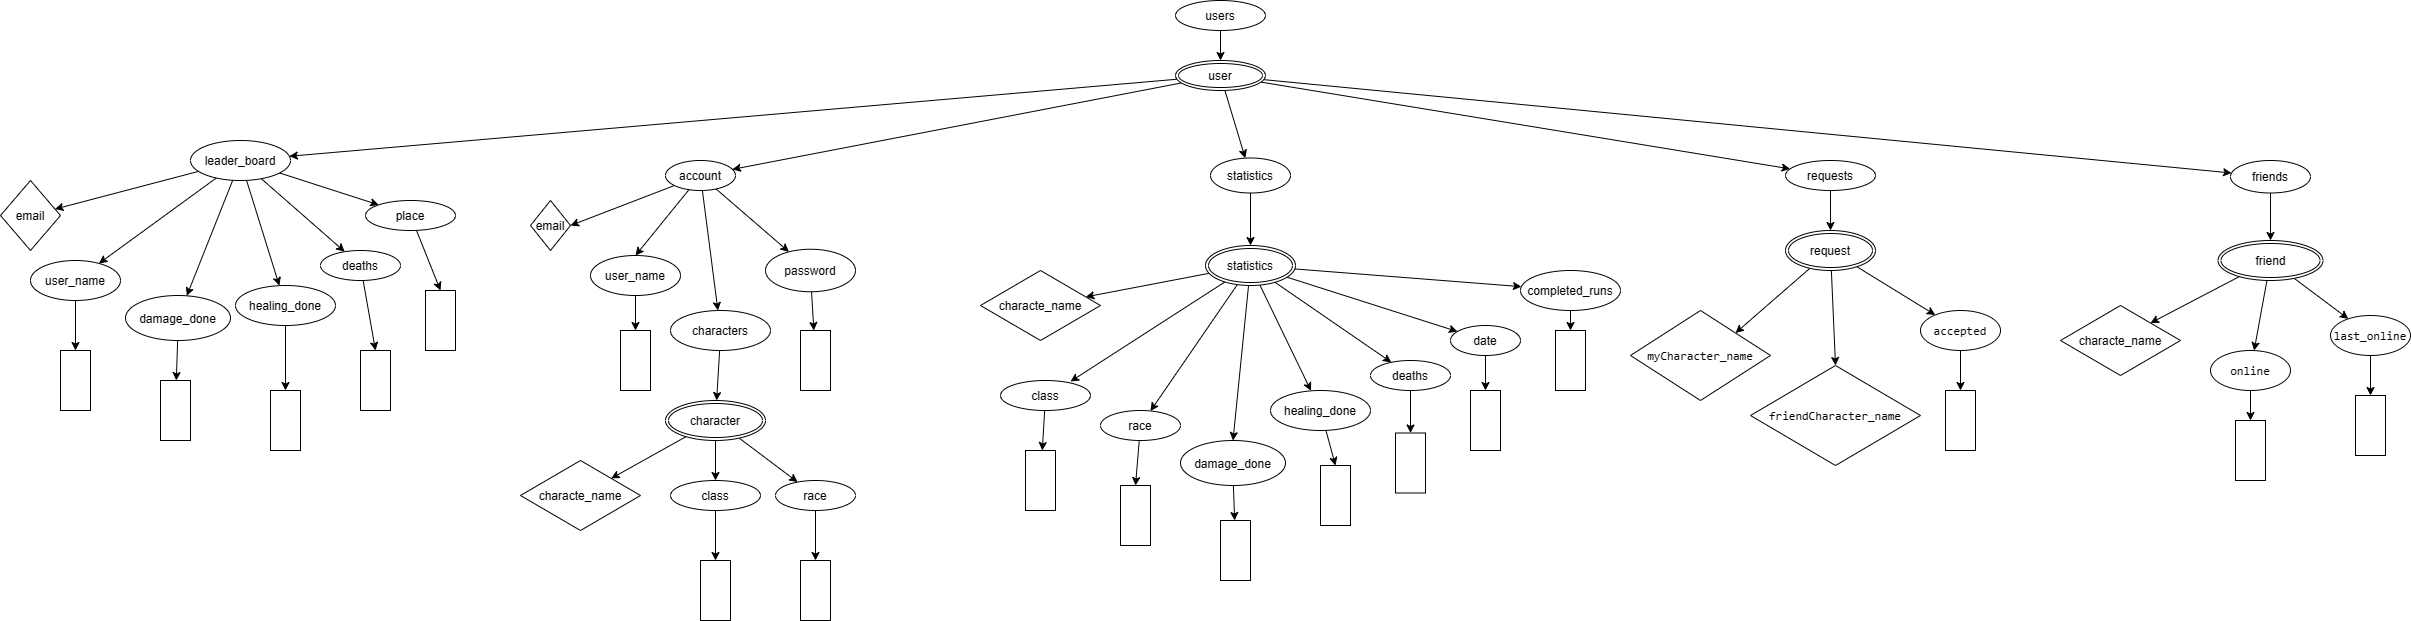 users
user
leader_board
account
statistics
requests
friends
email
place
user_name
damage_done
healing_done
deaths
email
user_name
characters
password
character
characte_name
class
race
statistics
characte_name
class
race
damage_done
healing_done
deaths
date
completed_runs
request
myCharacter_name
friendCharacter_name
accepted
friend
characte_name
online
last_online